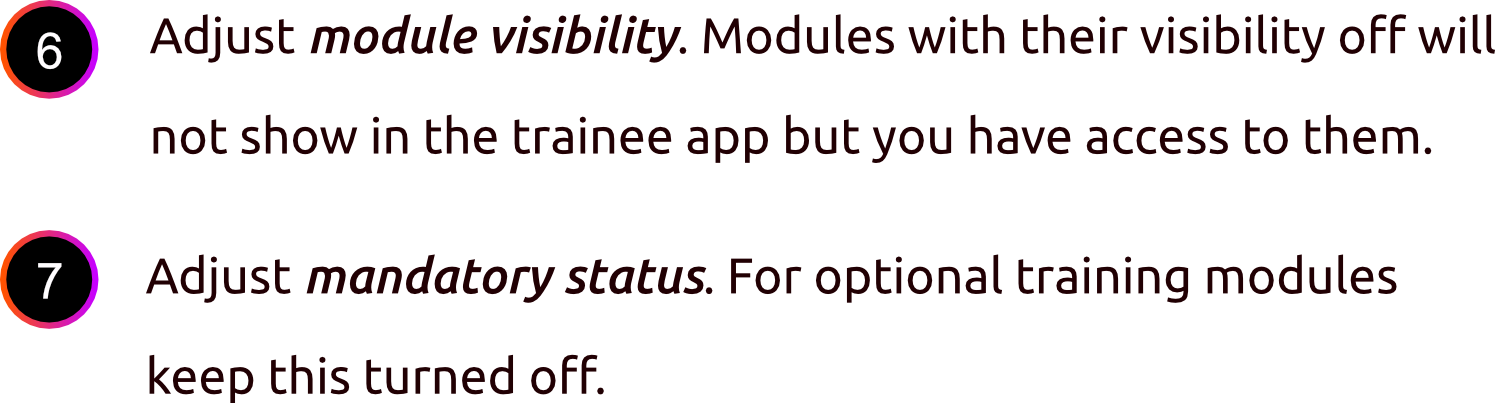 6 Adjust module visibility. Modules with their visibility off will
not show in the trainee app but you have access to them.
7 Adjust mandatory status. For optional training modules
keep this turned off.